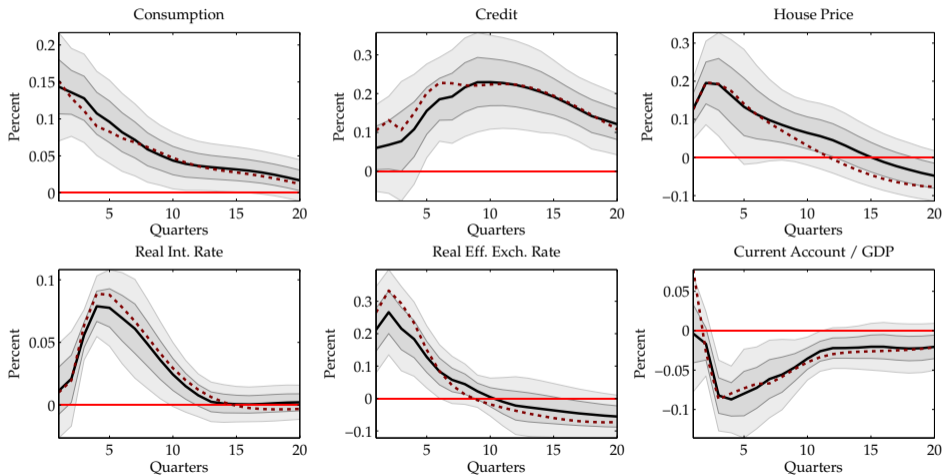 Consumption
Percent
0.2
0.15
0.1
0.05
0
5 10 15 20
Quarters
Credit
Percent
0.3
0.2
0.1
0
5 10 15 20
Quarters
House Price
Percent
0.3
0.2
0.1
0
−0.1
5 10 15 20
Quarters
Real Int. Rate
Percent
0.1
0.05
0
5 10 15 20
Quarters
Real Eff. Exch. Rate
Percent
0.3
0.2
0.1
0
−0.1
5 10 15 20
Quarters
Current Account / GDP
Percent
0.05
0
−0.05
−0.1
5 10 15 20
Quarters